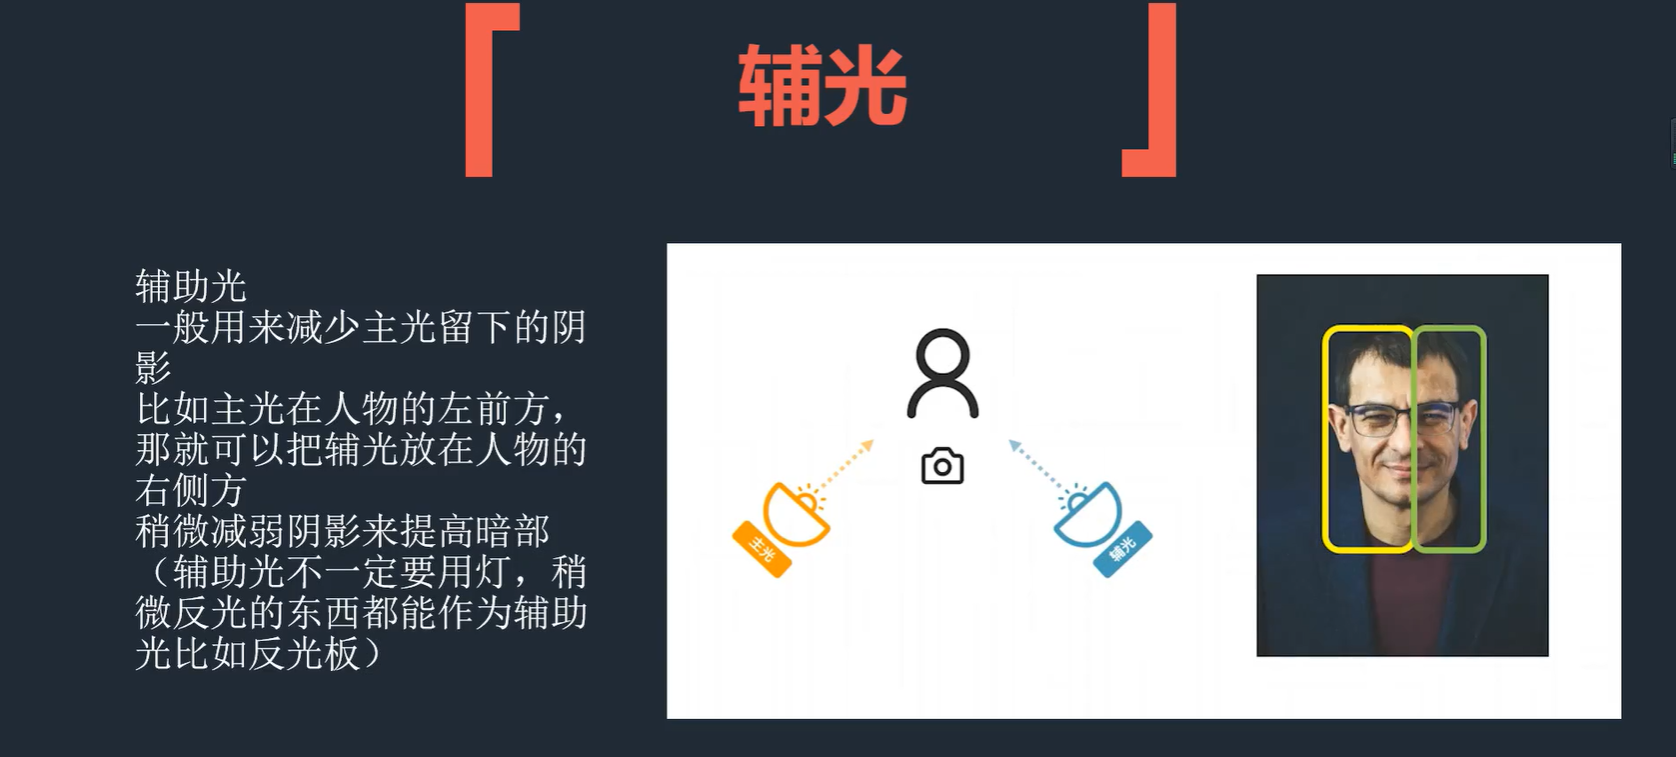 辅光
辅助光
一般用来减少主光留下的阴
影
比如主光在人物的左前方，
那就可以把辅光放在人物的
右侧方
稍微减弱阴影来提高暗部
（辅助光不一定要用灯，稍
微反光的东西都能作为辅助
光比如反光板）
主光
辅光